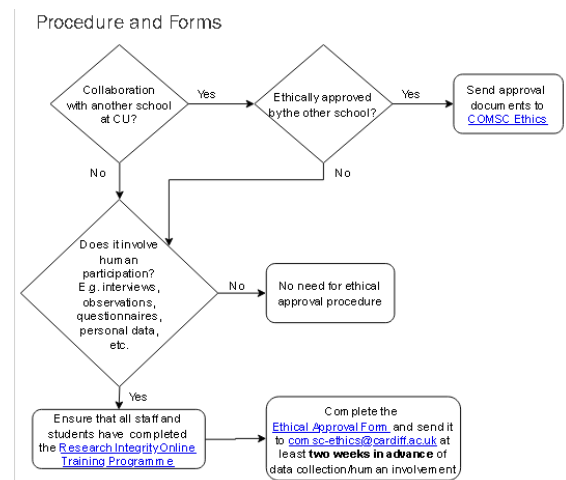 Procedure and Forms
Collaboration
with another school
at CU?
Yes
Ethically approved
by the other school?
Yes
Send approval
documents to
COMSC Ethics
No
No
Does it involve
human
participation?
E.g. interviews,
observations,
questionnaires,
personal data,
etc.
No
No need for ethical
approval procedure
Yes
Ensure that all staff and
students have completed
the Research Integrity Online
Training Programme
Complete the
Ethical Approval Form and send it
to comsc-ethics@cardiff.ac.uk at
least two weeks in advance of
data collection/human involvement